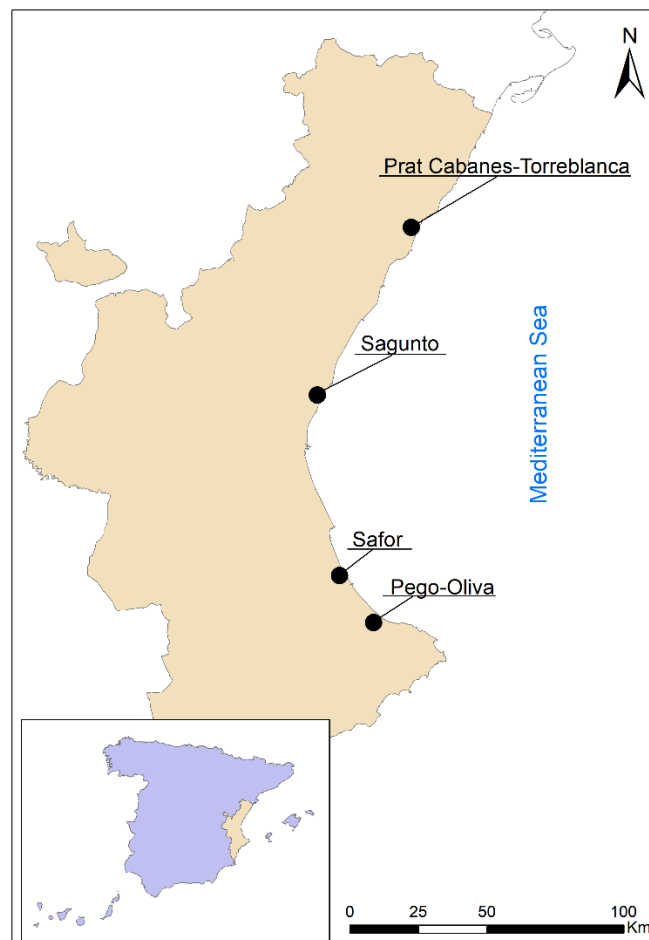 N
Prat Cabanes-Torreblanca
Sagunto
Mediterranean Sea
Safor
Pego-Oliva
0 25 50 100
Km